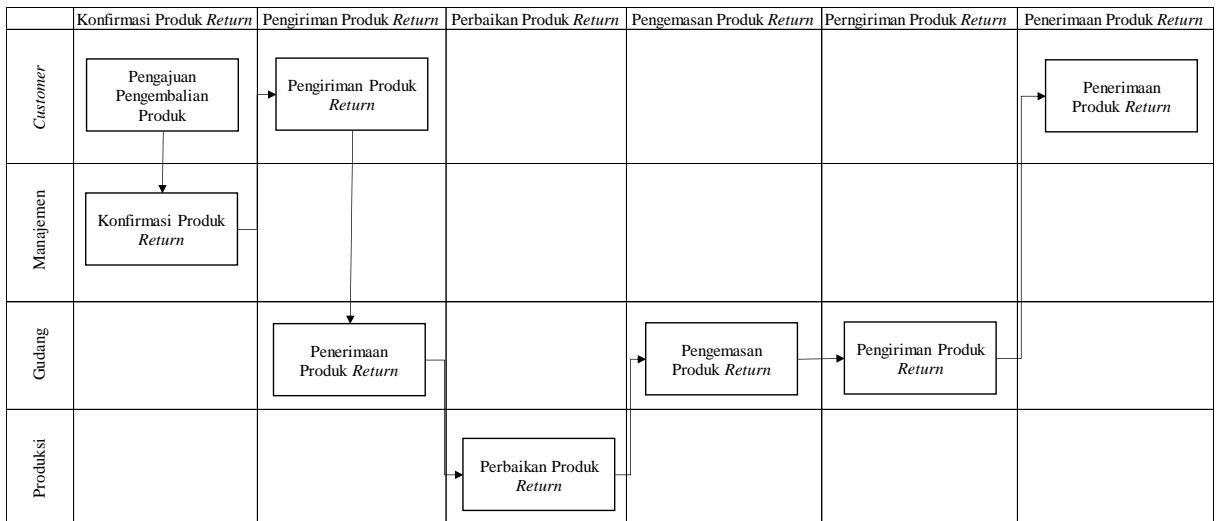 Konfirmasi Produk Return
Pengiriman Produk Return
Perbaikan Produk Return
Pengemasan Produk Return
Perngiriman Produk Return
Penerimaan Produk Return
Customer
Pengajuan
Pengembalian
Produk
Pengiriman Produk
Return
Penerimaan
Produk Return
Manajemen
Konfirmasi Produk
Return
Gudang
Penerimaan
Produk Return
Pengemasan
Produk Return
Pengiriman Produk
Return
Produksi
Perbaikan Produk
Return